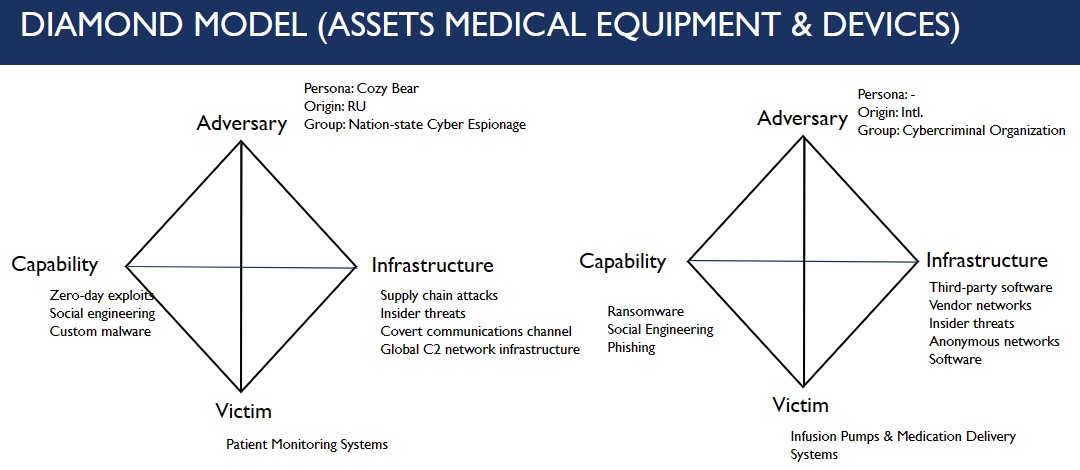 DIAMOND MODEL (ASSETS MEDICAL EQUIPMENT & DEVICES)
Persona: Cozy Bear
Origin: RU
Group: Nation-state Cyber Espionage
Adversary
Capability
Zero-day exploits
Social engineering
Custom malware
Infrastructure
Supply chain attacks
Insider threats
Covert communications channel
Global C2 network infrastructure
Victim
Patient Monitoring Systems
Persona: -
Origin: Intl.
Group: Cybercriminal Organization
Adversary
Capability
Ransomware
Social Engineering
Phishing
Infrastructure
Third-party software
Vendor networks
Insider threats
Anonymous networks
Software
Victim
Infusion Pumps & Medication Delivery
Systems